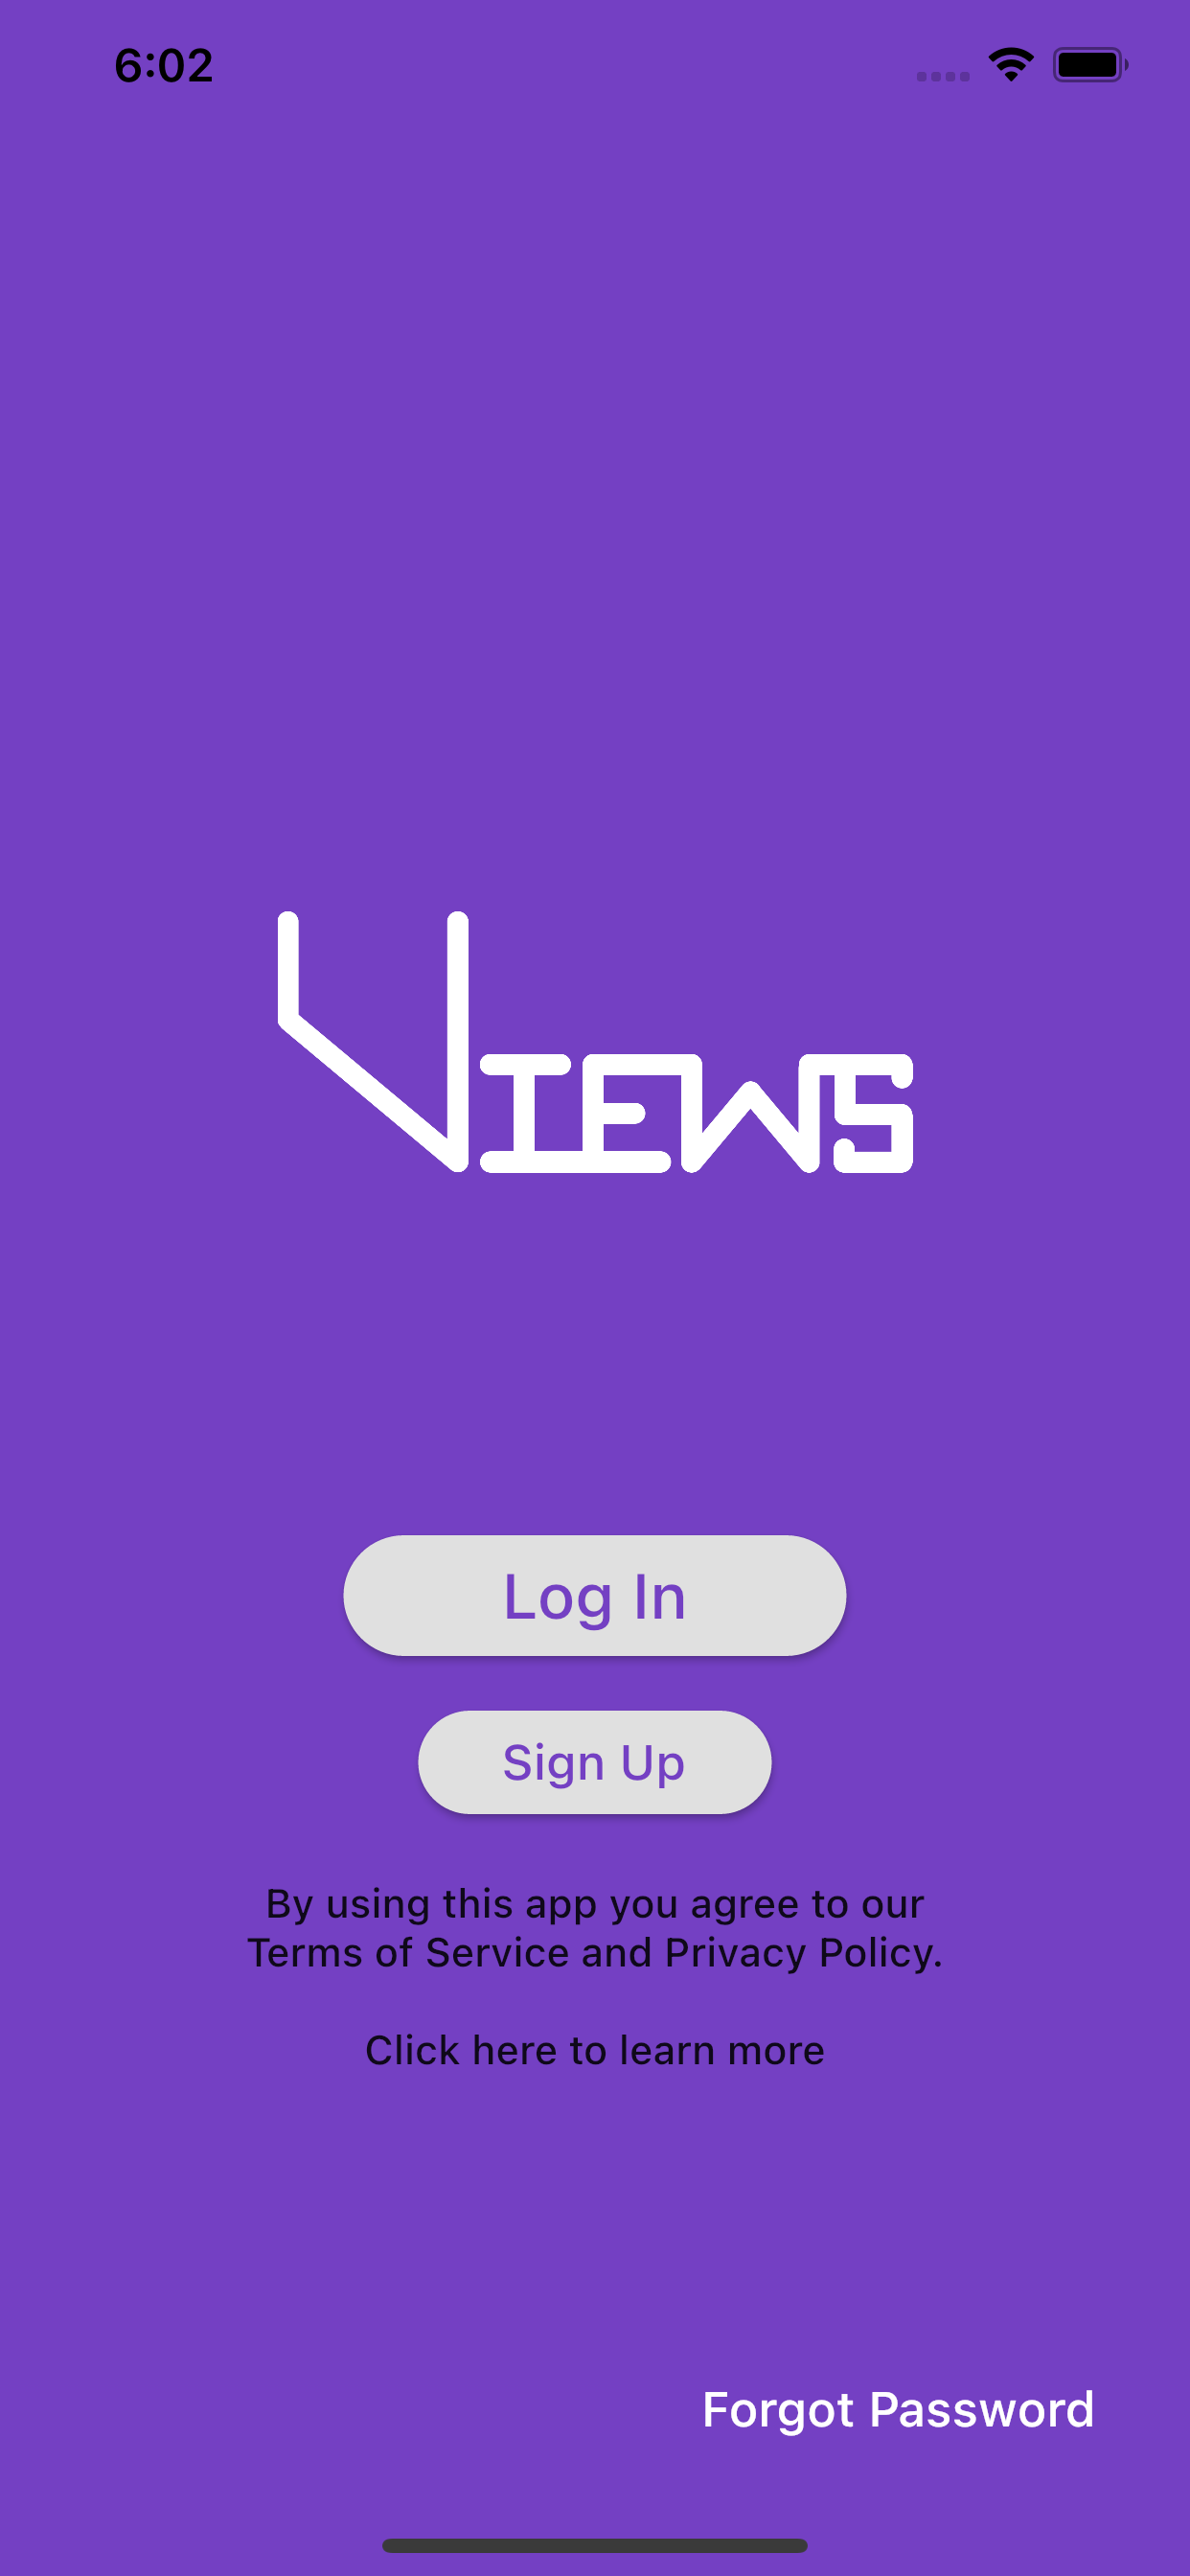 6:02
VIEWS
Log In
Sign Up
By using this app you agree to our
Terms of Service and Privacy Policy.
Click here to learn more
Forgot Password